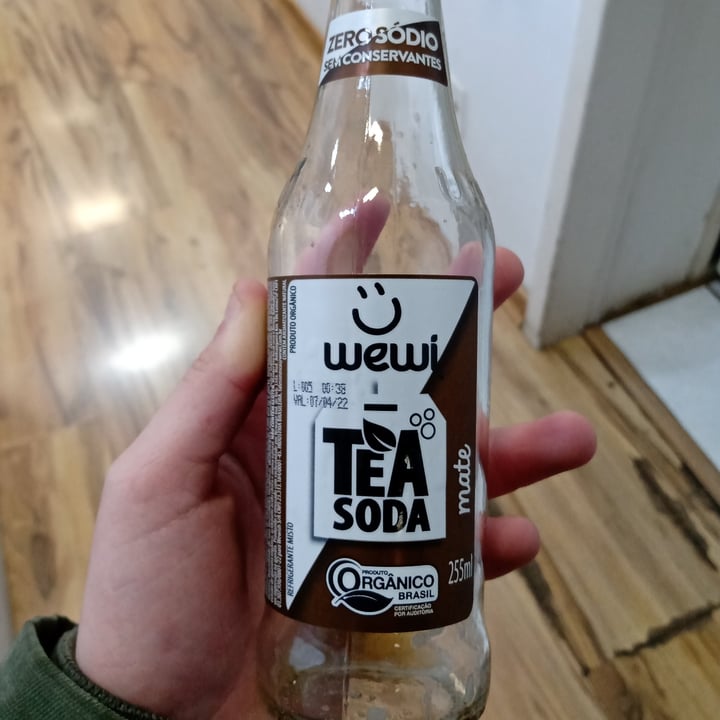 ZERO SÓDIO
SEM CONSERVANTES
PRODUTO ORGÂNICO
wewi
L:005 00:38
VAL:07/04/22
TEA
SODA
mate
REFRIGERANTE MISTO
PRODUTO
ORGÂNICO
BRASIL
CERTIFICAÇÃO
POR AUDITORIA
255ml